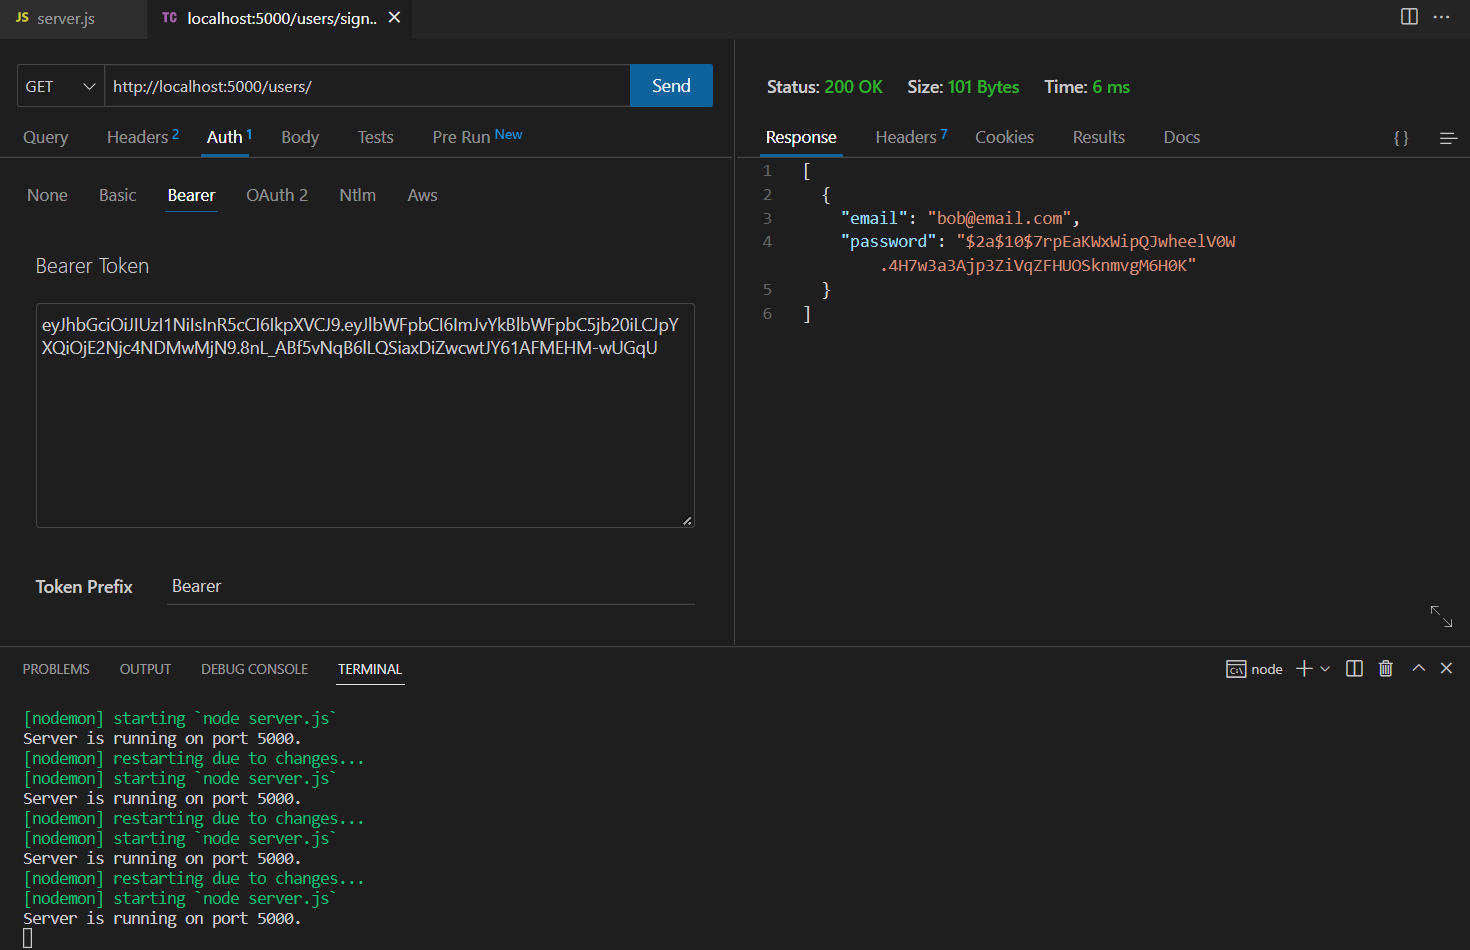 JS server.js
TC localhost:5000/users/sign..
GET http://localhost:5000/users/ Send
Query Headers 2 Auth 1 Body Tests Pre Run New
None Basic Bearer OAuth 2 Ntlm Aws
Bearer Token
eyJhbGciOiJIUzI1NiIsInR5cCI6IkpXVCJ9.eyJlbWFpbCI6ImJvYkBlbWFpbC5jb20iLCJpY
XQiOjE2Njc4NDMwMjN9.8nL_ABf5vNqB6lLQSiaxDiZwcwtJY61AFMEHM-wUGqU
Token Prefix Bearer
Status: 200 OK Size: 101 Bytes Time: 6 ms
Response Headers 7 Cookies Results Docs {}
1 [
2 {
3 "email": "bob@email.com",
4 "password": "$2a$10$7rpEaKWxWipQJwheelV0W
.4H7w3a3Ajp3ZiVqZFHUOSknmvgM6H0K"
5 }
6 ]
PROBLEMS OUTPUT DEBUG CONSOLE TERMINAL
node
[nodemon] starting `node server.js`
Server is running on port 5000.
[nodemon] restarting due to changes...
[nodemon] starting `node server.js`
Server is running on port 5000.
[nodemon] restarting due to changes...
[nodemon] starting `node server.js`
Server is running on port 5000.
[nodemon] restarting due to changes...
[nodemon] starting `node server.js`
Server is running on port 5000.